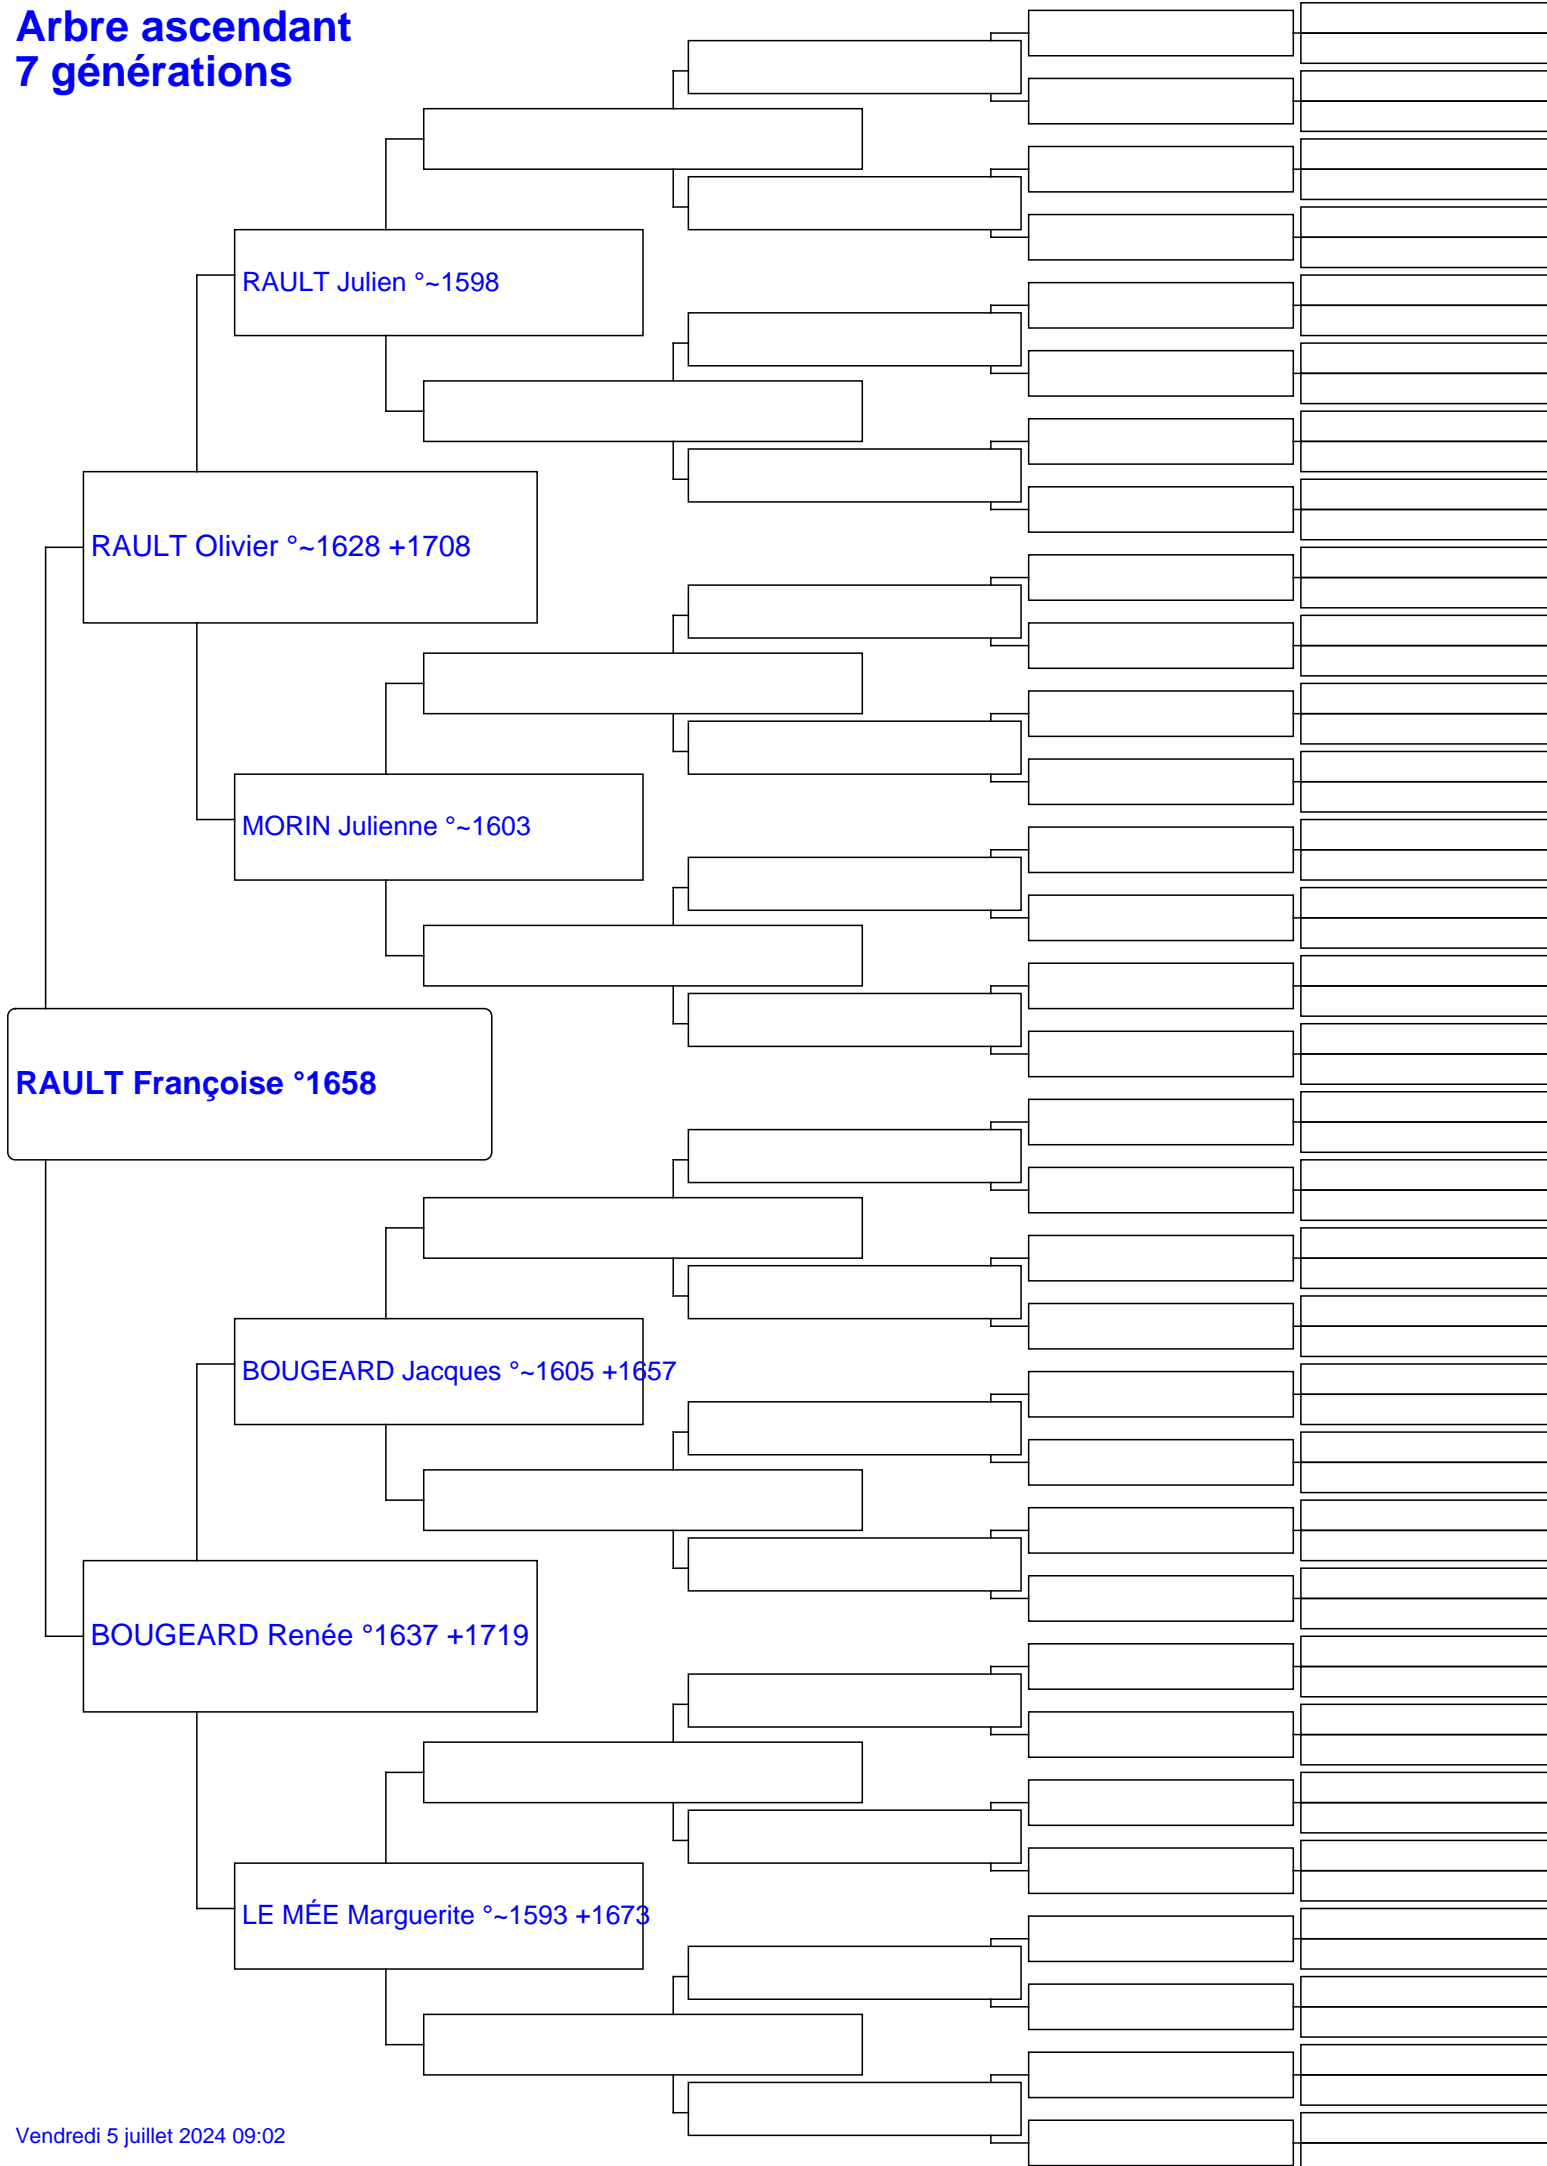 Arbre ascendant
7 générations
RAULT Julien °~1598
RAULT Olivier °~1628 +1708
MORIN Julienne °~1603
RAULT Françoise °1658
BOUGEARD Jacques °~1605 +1657
BOUGEARD Renée °1637 +1719
LE MÉE Marguerite °~1593 +1673
Vendredi 5 juillet 2024 09:02